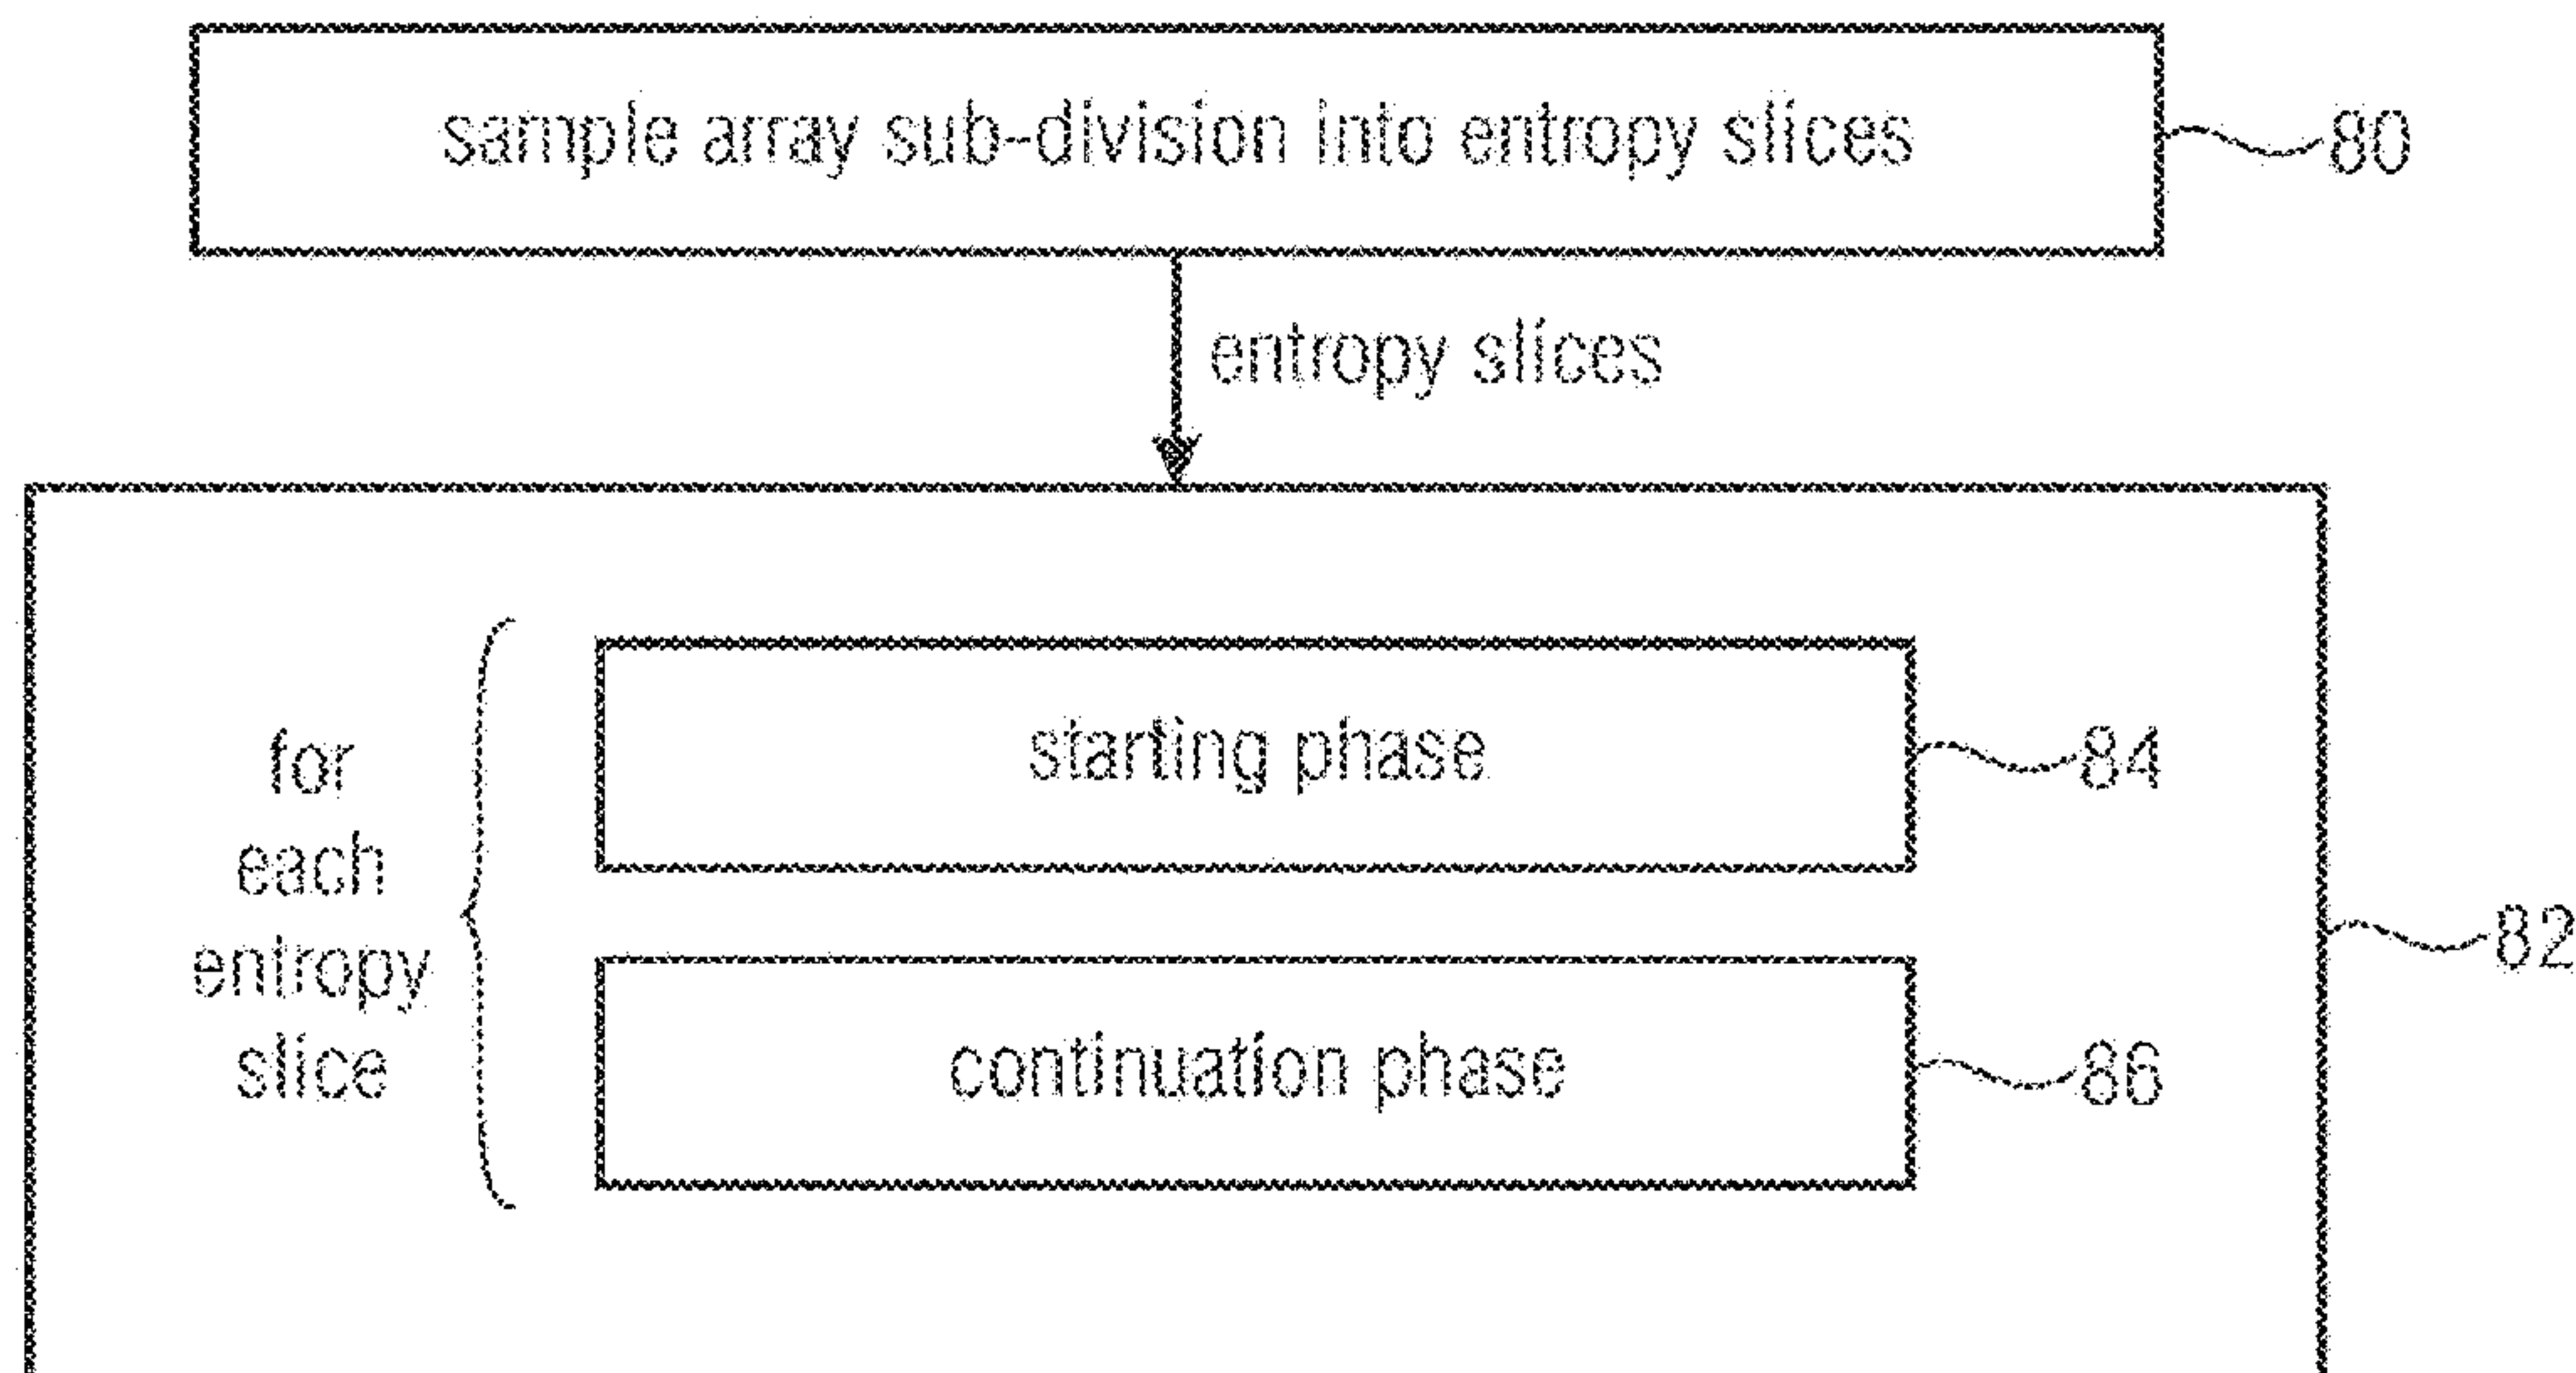 sample array sub-division into entropy slices
80
entropy slices
for
each
entropy
slice
starting phase
84
continuation phase
86
82